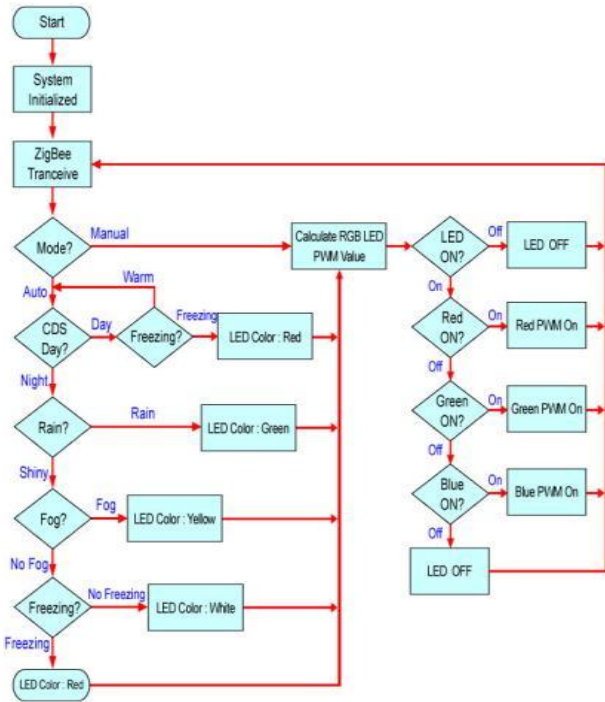 Start
System
Initialized
ZigBee
Tranceive
Mode?
Manual
Calculate RGB LED
PWM Value
LED
ON?
Off
LED OFF
Auto
Warm
On
CDS
Day?
Day
Freezing?
Freezing
LED Color : Red
Red
ON?
On
Red PWM On
Night
Off
Rain?
Rain
LED Color : Green
Green
ON?
On
Green PWM On
Shiny
Off
Fog?
Fog
LED Color : Yellow
Blue
ON?
On
Blue PWM On
No Fog
Off
LED OFF
Freezing?
No Freezing
LED Color : White
Freezing
LED Color : Red